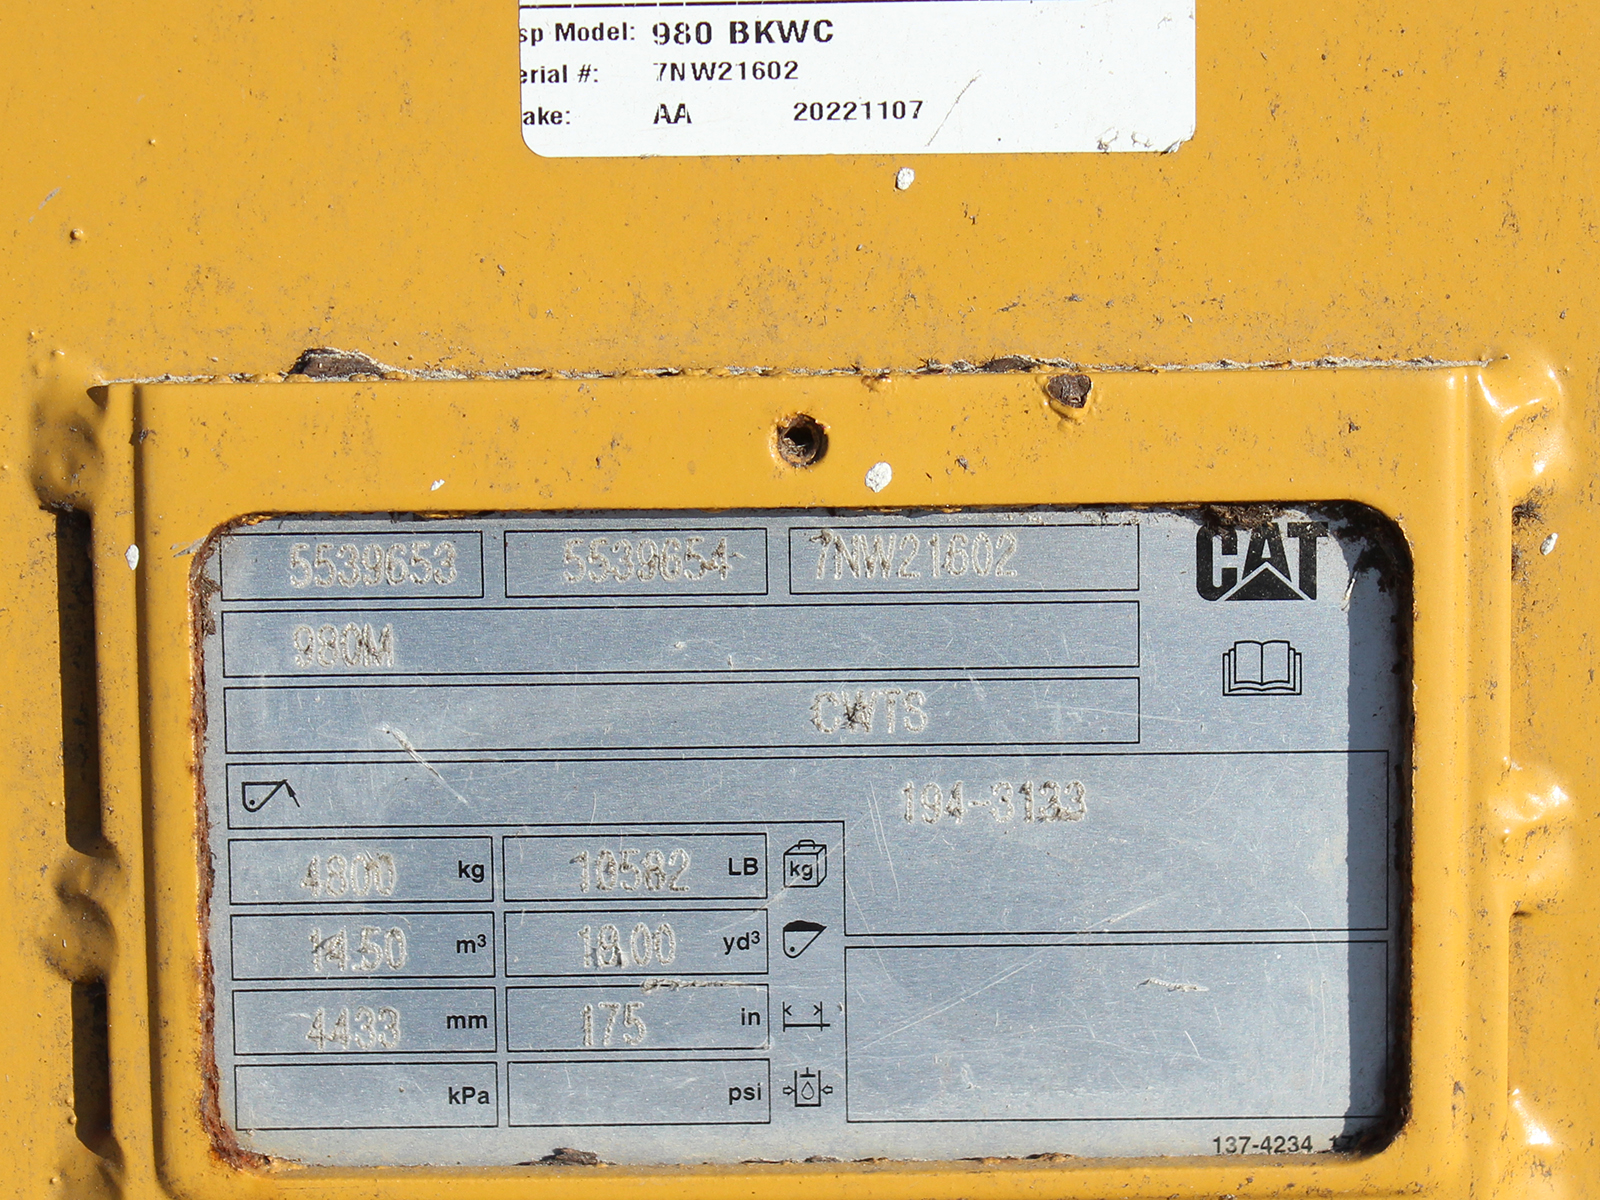 sp Model: 980 BKWC
erial #: 7NW21602
ake: AA 20221107
5539653 5539654 7NW21602 CAT
980M
CWTS
194-3133
4800 kg 10582 LB kg
14.50 m³ 18.00 yd³
4433 mm 175 in
kPa psi
137-4234